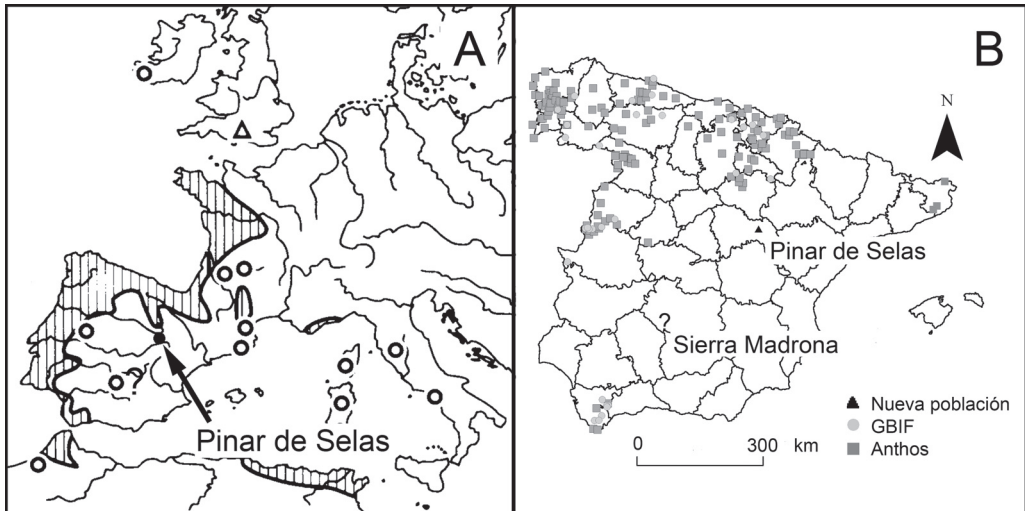 A
Pinar de Selas
B
N
Pinar de Selas
?
Sierra Madrona
?
Nueva población
GBIF
Anthos
0 300 km